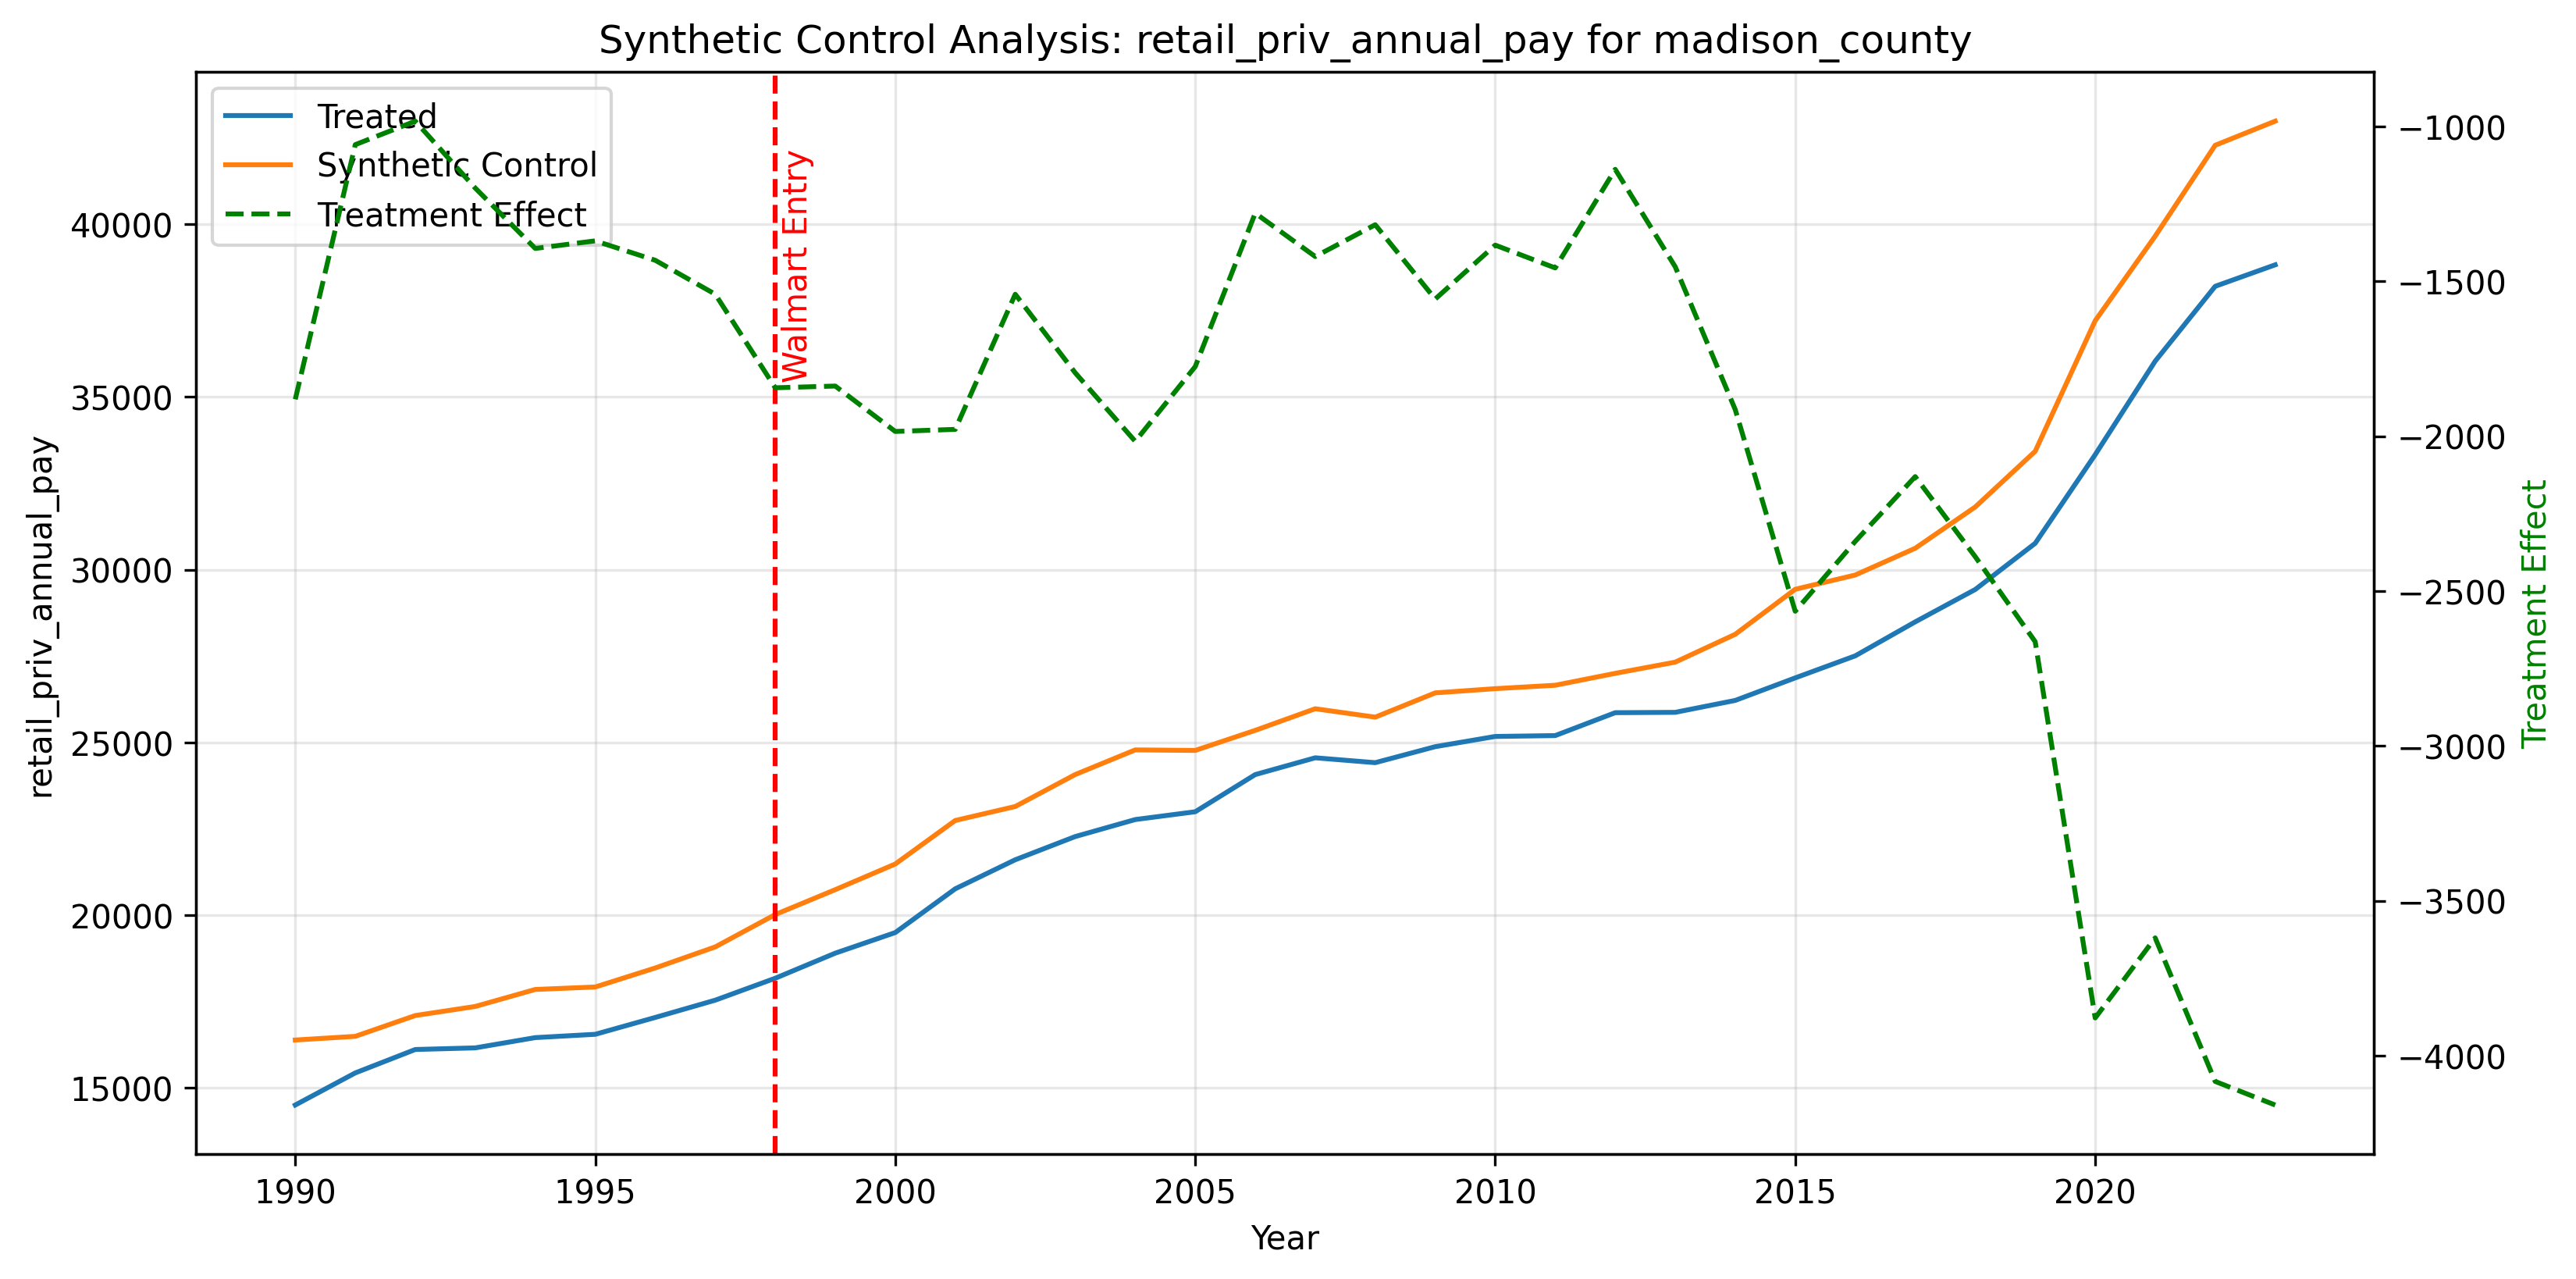 Synthetic Control Analysis: retail_priv_annual_pay for madison_county
Treated
Synthetic Control
Treatment Effect
Walmart Entry
retail_priv_annual_pay
40000
35000
30000
25000
20000
15000
−1000
−1500
−2000
−2500
−3000
−3500
−4000
Treatment Effect
1990 1995 2000 2005 2010 2015 2020
Year